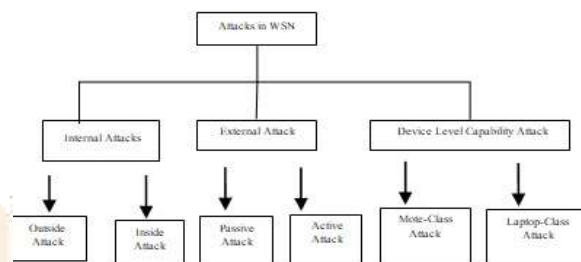 Attacks in WSN
Internal Attacks
External Attack
Device Level Capability Attack
Outside
Attack
Inside
Attack
Passive
Attack
Active
Attack
Mote-Class
Attack
Laptop-Class
Attack